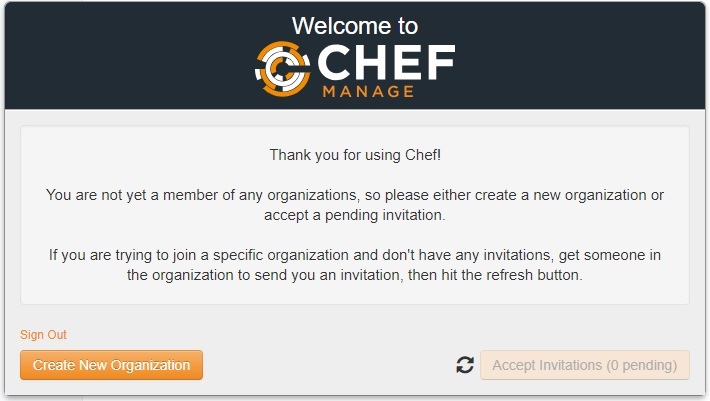 Welcome to
CHEF
MANAGE
Thank you for using Chef!
You are not yet a member of any organizations, so please either create a new organization or
accept a pending invitation.
If you are trying to join a specific organization and don't have any invitations, get someone in
the organization to send you an invitation, then hit the refresh button.
Sign Out
Create New Organization
Accept Invitations (0 pending)